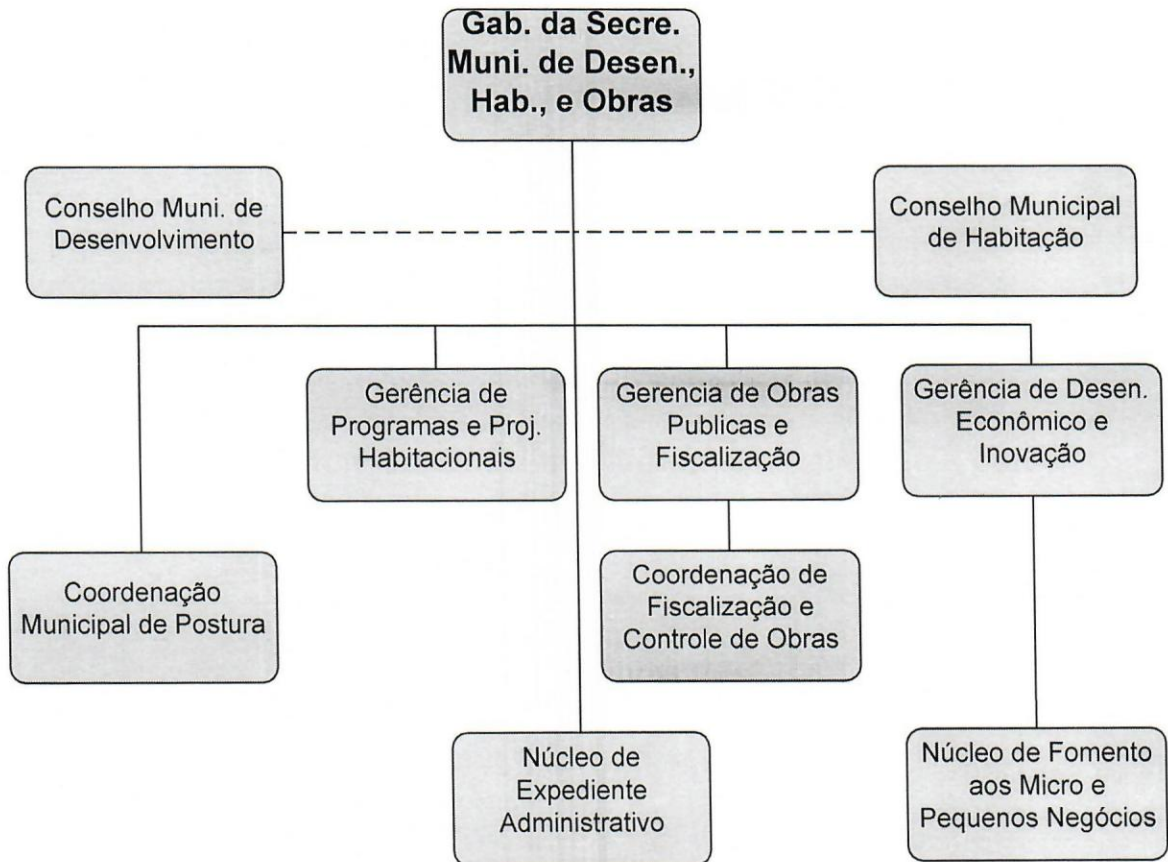 Gab. da Secre.
Muni. de Desen.,
Hab., e Obras
Conselho Muni. de
Desenvolvimento
Conselho Municipal
de Habitação
Gerência de
Programas e Proj.
Habitacionais
Gerencia de Obras
Publicas e
Fiscalização
Gerência de Desen.
Econômico e
Inovação
Coordenação
Municipal de Postura
Coordenação de
Fiscalização e
Controle de Obras
Núcleo de
Expediente
Administrativo
Núcleo de Fomento
aos Micro e
Pequenos Negócios